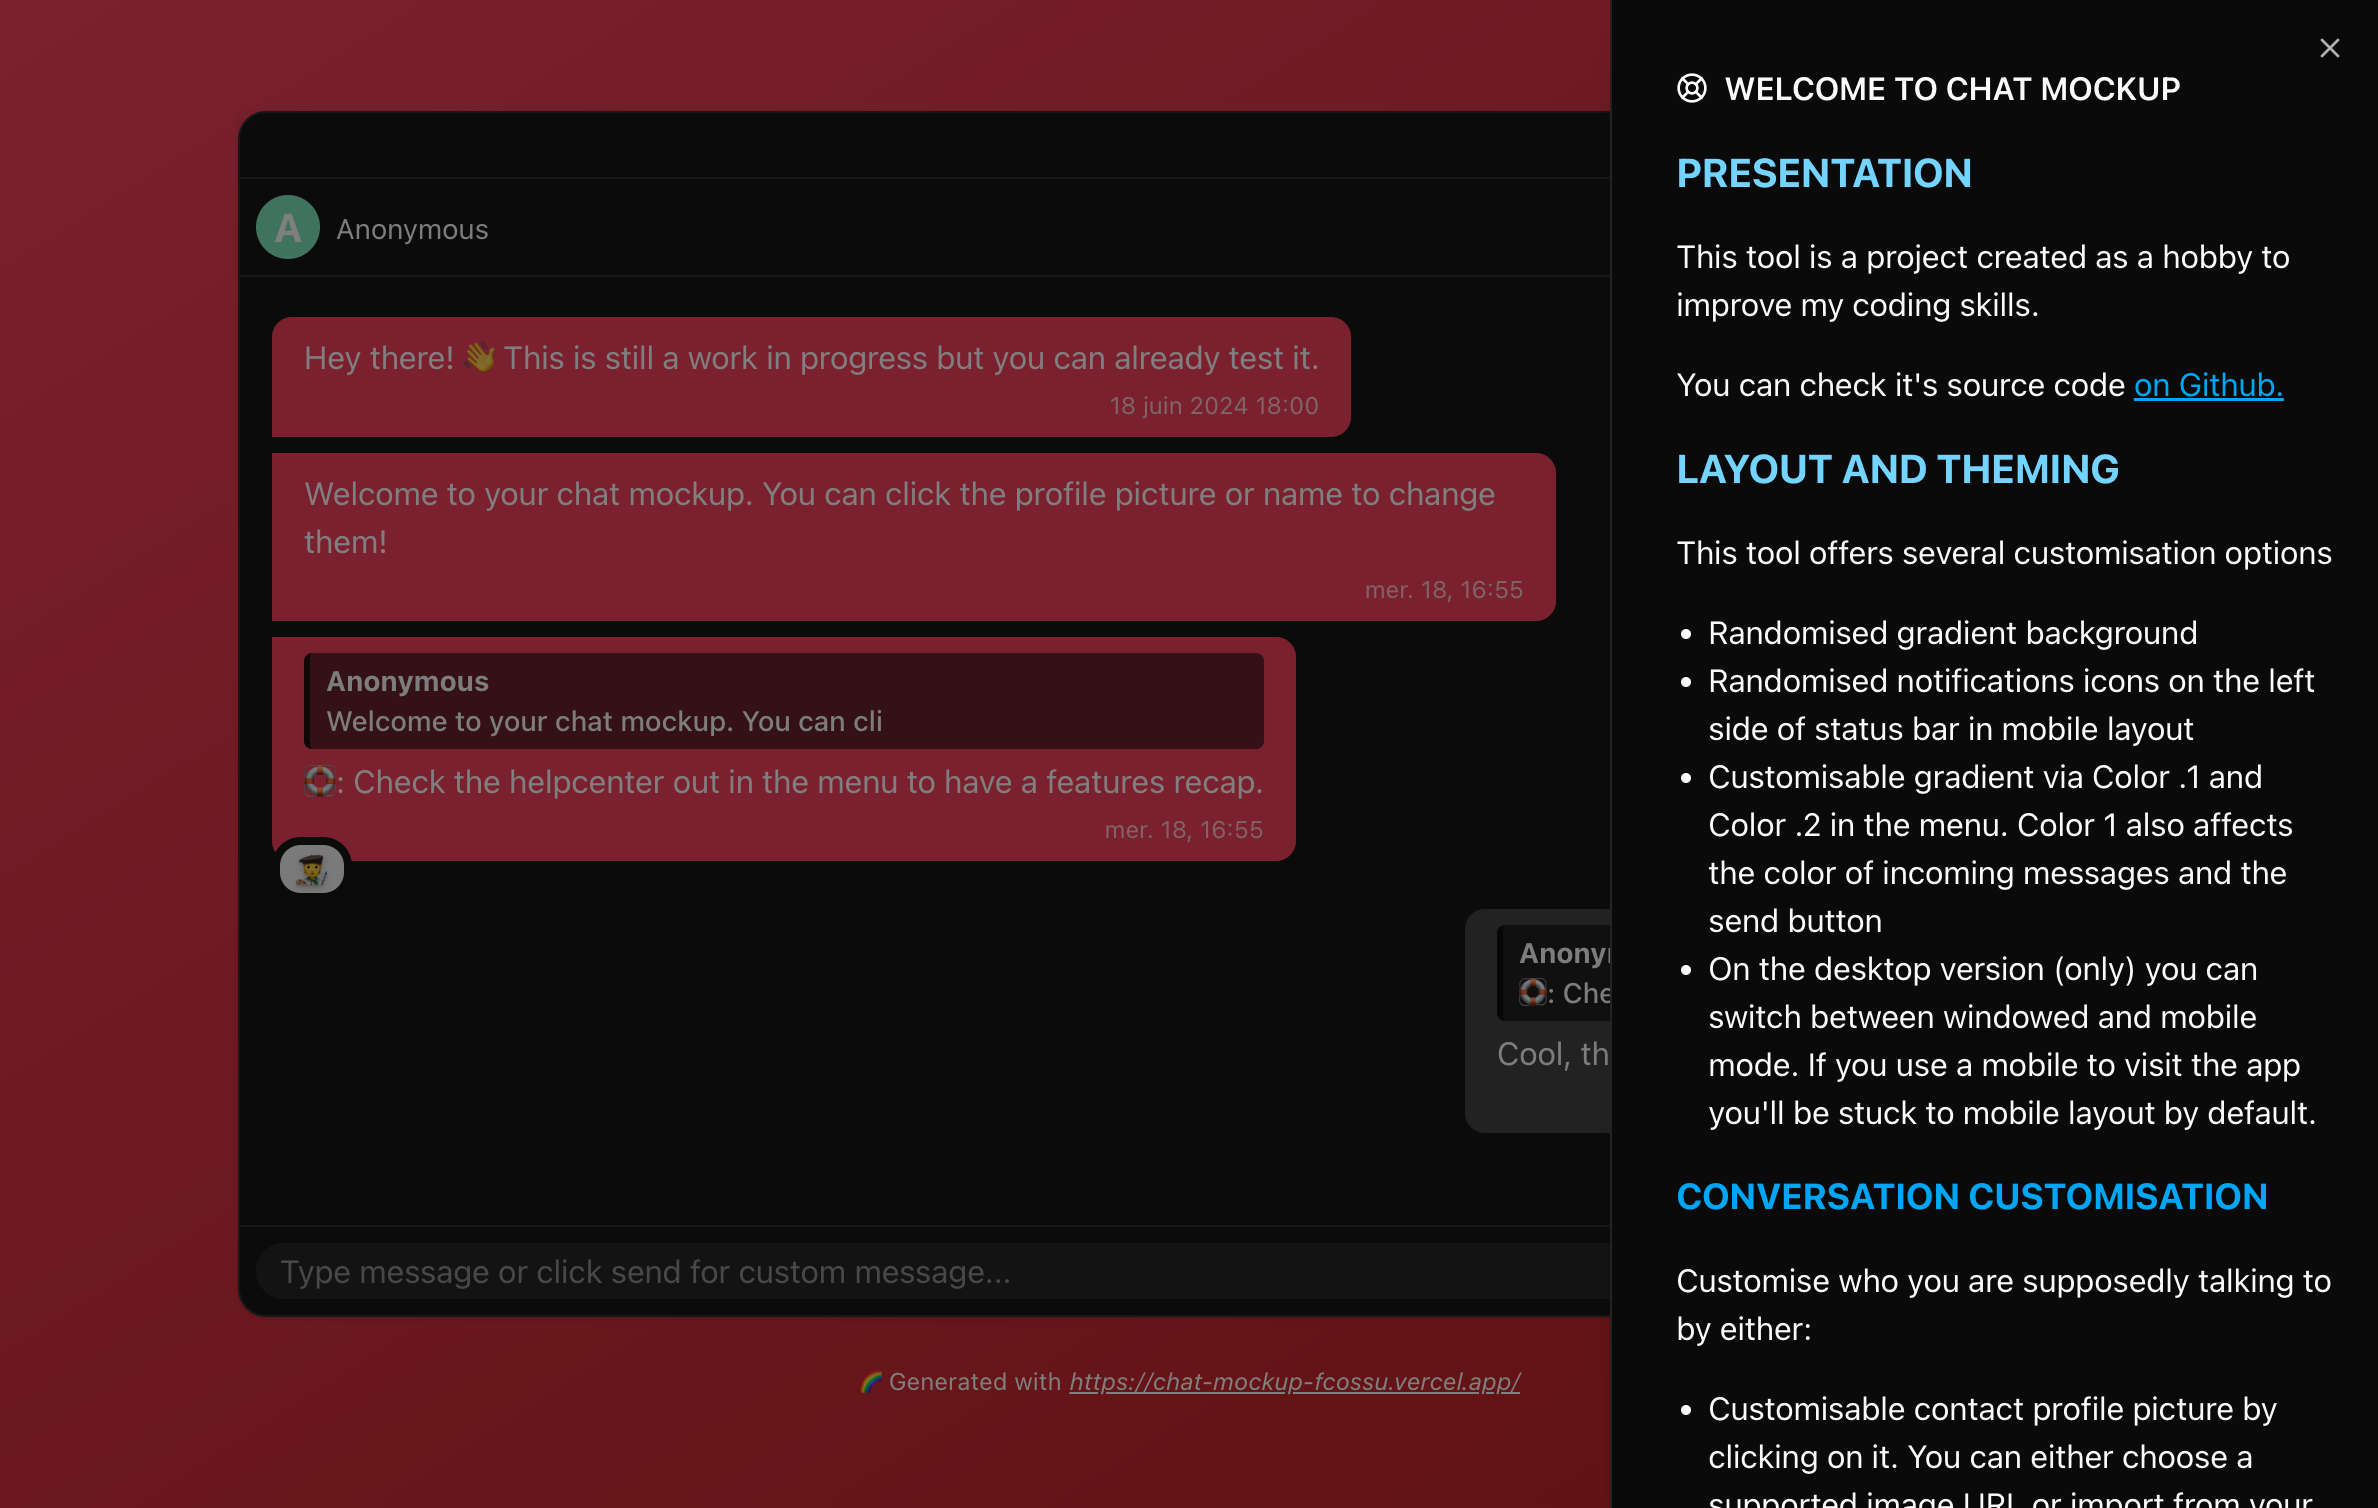 A
Anonymous
Hey there! 👋 This is still a work in progress but you can already test it.
18 juin 2024 18:00
Welcome to your chat mockup. You can click the profile picture or name to change
them!
mer. 18, 16:55
Anonymous
Welcome to your chat mockup. You can cli
🛟: Check the helpcenter out in the menu to have a features recap.
mer. 18, 16:55
🛟: Che
Cool, th
Type message or click send for custom message...
🌈 Generated with https://chat-mockup-fcossu.vercel.app/
WELCOME TO CHAT MOCKUP
PRESENTATION
This tool is a project created as a hobby to
improve my coding skills.
You can check it's source code on Github.
LAYOUT AND THEMING
This tool offers several customisation options
• Randomised gradient background
• Randomised notifications icons on the left
side of status bar in mobile layout
• Customisable gradient via Color .1 and
Color .2 in the menu. Color 1 also affects
the color of incoming messages and the
send button
• On the desktop version (only) you can
switch between windowed and mobile
mode. If you use a mobile to visit the app
you'll be stuck to mobile layout by default.
CONVERSATION CUSTOMISATION
Customise who you are supposedly talking to
by either:
• Customisable contact profile picture by
clicking on it. You can either choose a
supported image URL or import from your